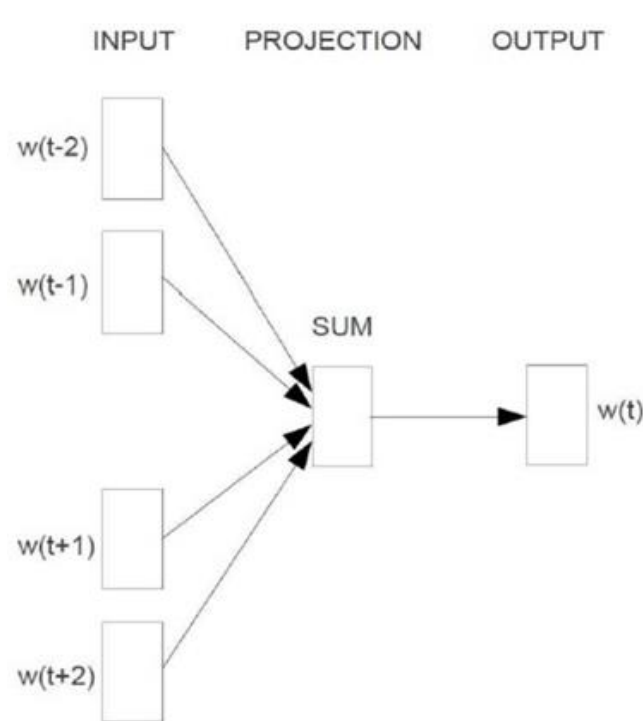 INPUT PROJECTION OUTPUT
w(t-2)
w(t-1)
SUM
w(t)
w(t+1)
w(t+2)